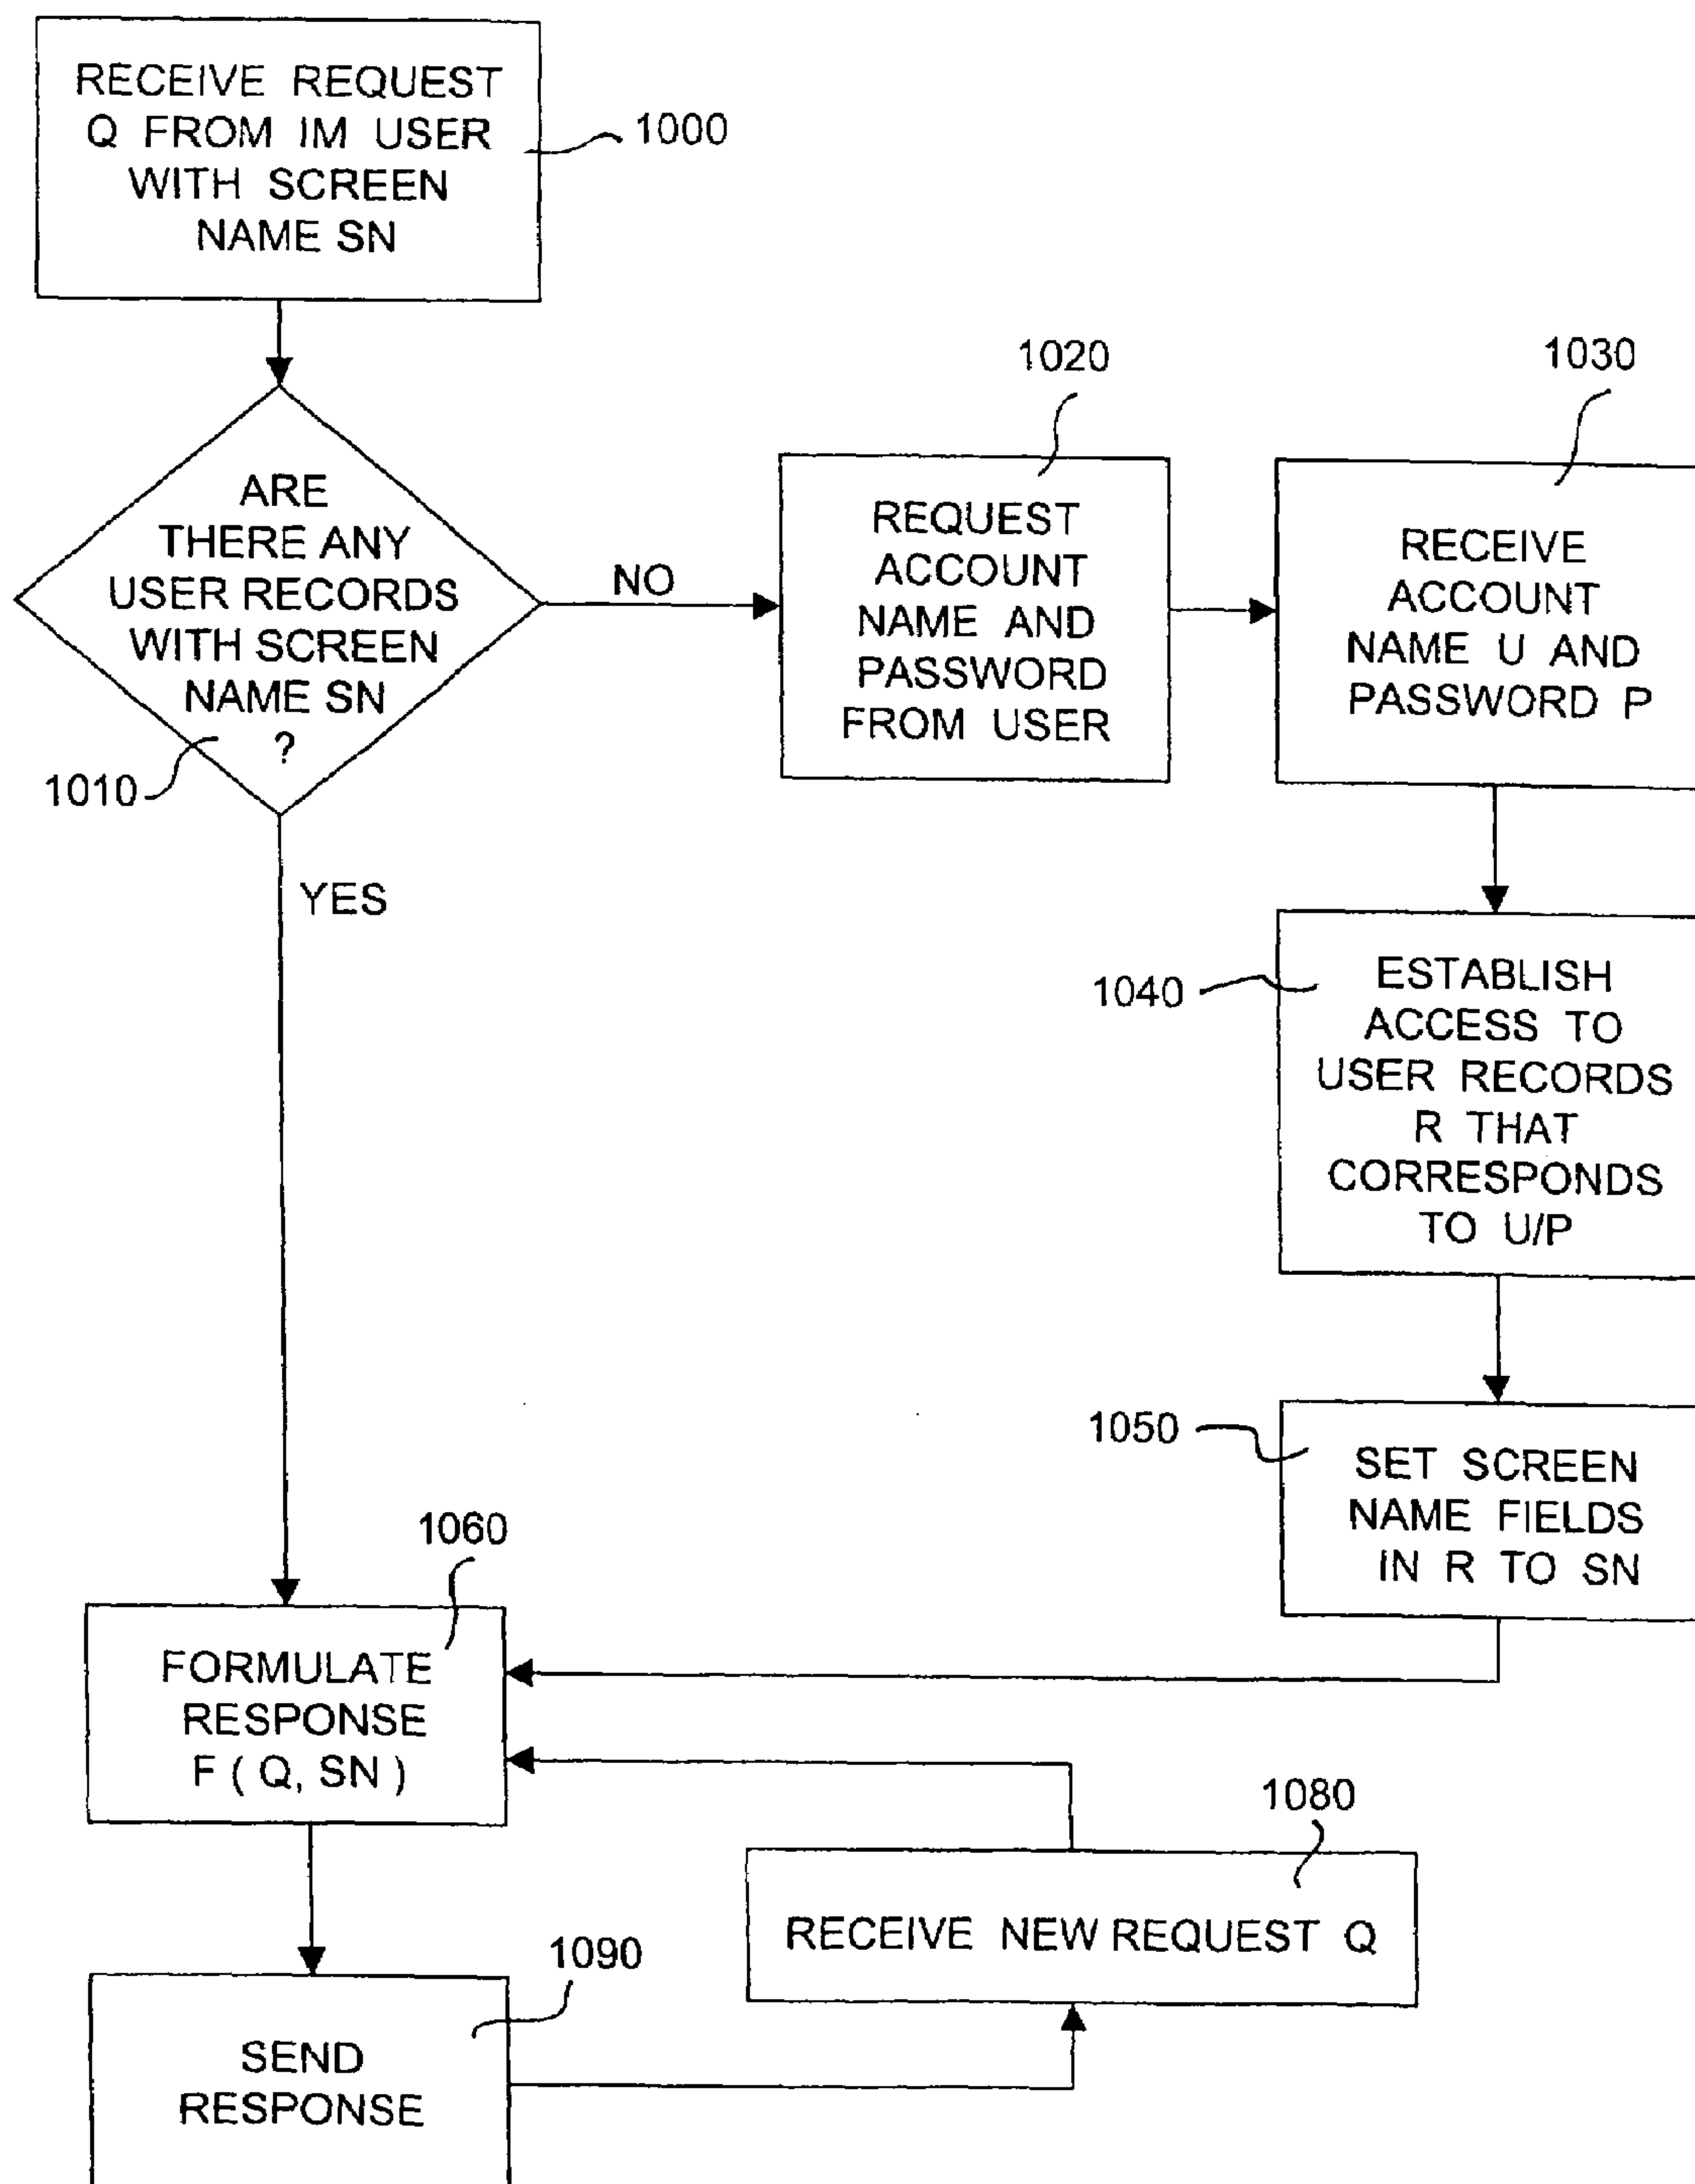 RECEIVE REQUEST
Q FROM IM USER
WITH SCREEN
NAME SN
1000
ARE
THERE ANY
USER RECORDS
WITH SCREEN
NAME SN
?
1010
NO
YES
1020
REQUEST
ACCOUNT
NAME AND
PASSWORD
FROM USER
1030
RECEIVE
ACCOUNT
NAME U AND
PASSWORD P
1040
ESTABLISH
ACCESS TO
USER RECORDS
R THAT
CORRESPONDS
TO U/P
1050
SET SCREEN
NAME FIELDS
IN R TO SN
1060
FORMULATE
RESPONSE
F ( Q, SN )
1080
RECEIVE NEW REQUEST Q
1090
SEND
RESPONSE